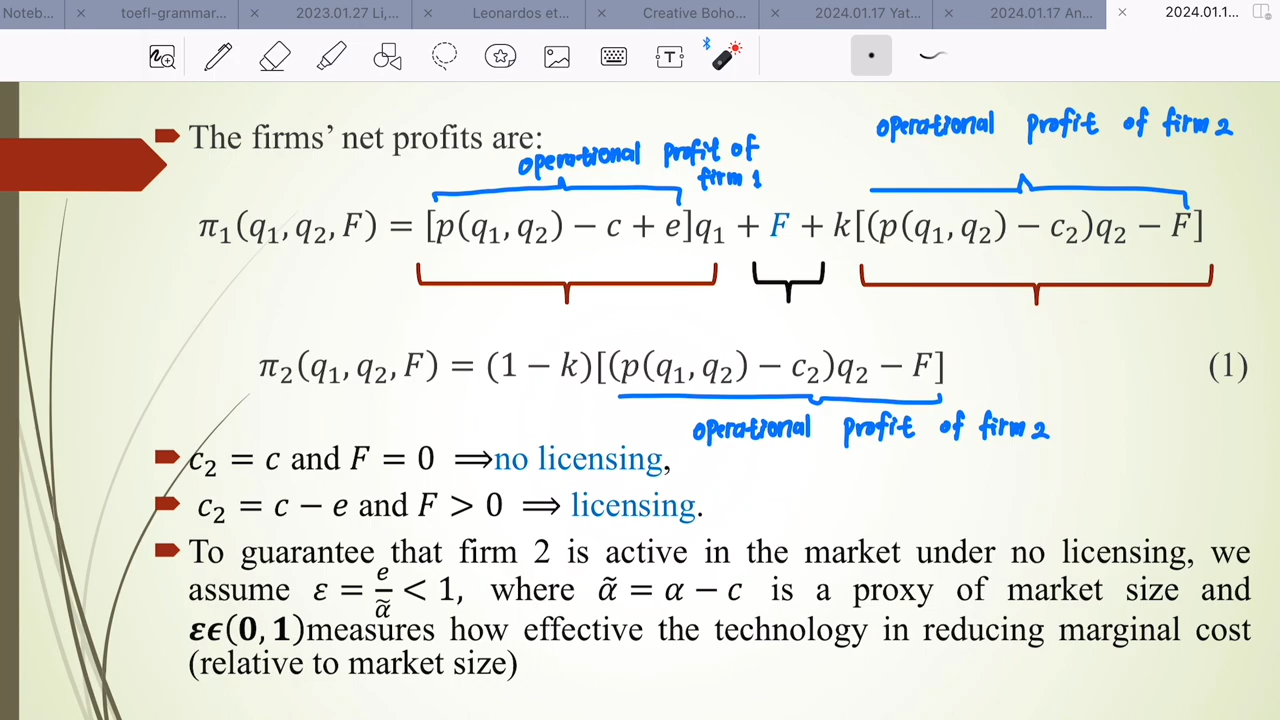 Noteb... toefl-grammar... 2023.01.27 Li,... Leonardos et... Creative Boho... 2024.01.17 Yat... 2024.01.17 An... 2024.01.1...
The firms’ net profits are:
operational profit of firm 2
operational profit of
firm 1
π₁(q₁, q₂, F) = [p(q₁, q₂) − c + e]q₁ + F + k[(p(q₁, q₂) − c₂)q₂ − F]
π₂(q₁, q₂, F) = (1 − k)[(p(q₁, q₂) − c₂)q₂ − F] (1)
operational profit of firm 2
c₂ = c and F = 0 ⟹no licensing,
c₂ = c − e and F > 0 ⟹ licensing.
To guarantee that firm 2 is active in the market under no licensing, we
assume ε = e/α̃ < 1, where α̃ = α − c is a proxy of market size and
εϵ(0, 1)measures how effective the technology in reducing marginal cost
(relative to market size)